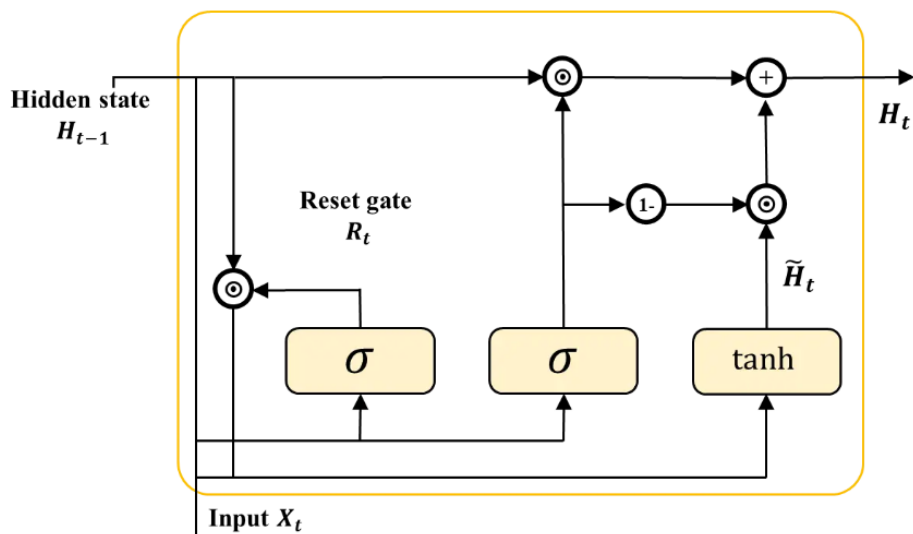 Hidden state
H_{t-1}
⊙
+
H_t
Reset gate
R_t
1-
⊙
H̃_t
⊙
σ
σ
tanh
Input X_t